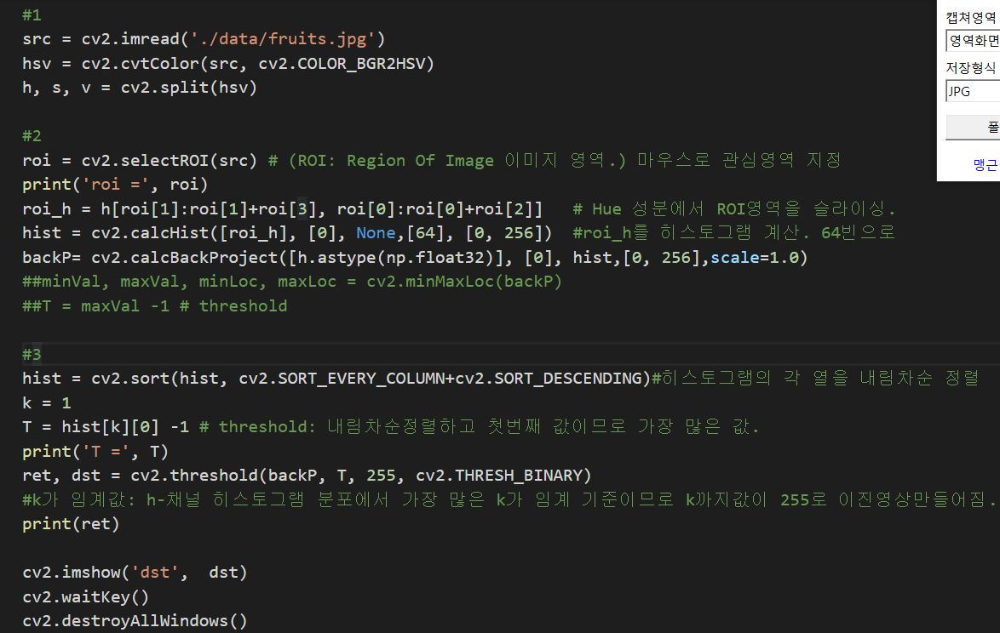 #1
src = cv2.imread('./data/fruits.jpg')
hsv = cv2.cvtColor(src, cv2.COLOR_BGR2HSV)
h, s, v = cv2.split(hsv)
#2
roi = cv2.selectROI(src) # (ROI: Region Of Image 이미지 영역.) 마우스로 관심영역 지정
print('roi =', roi)
roi_h = h[roi[1]:roi[1]+roi[3], roi[0]:roi[0]+roi[2]]   # Hue 성분에서 ROI영역을 슬라이싱.
hist = cv2.calcHist([roi_h], [0], None,[64], [0, 256])  #roi_h를 히스토그램 계산. 64빈으로
backP= cv2.calcBackProject([h.astype(np.float32)], [0], hist,[0, 256],scale=1.0)
##minVal, maxVal, minLoc, maxLoc = cv2.minMaxLoc(backP)
##T = maxVal -1 # threshold
#3
hist = cv2.sort(hist, cv2.SORT_EVERY_COLUMN+cv2.SORT_DESCENDING)#히스토그램의 각 열을 내림차순 정렬
k = 1
T = hist[k][0] -1 # threshold: 내림차순정렬하고 첫번째 값이므로 가장 많은 값.
print('T =', T)
ret, dst = cv2.threshold(backP, T, 255, cv2.THRESH_BINARY)
#k가 임계값: h-채널 히스토그램 분포에서 가장 많은 k가 임계 기준이므로 k까지값이 255로 이진영상만들어짐.
print(ret)
cv2.imshow('dst',  dst)
cv2.waitKey()
cv2.destroyAllWindows()
캡쳐영역
영역화면
저장형식
JPG
폴
맹근